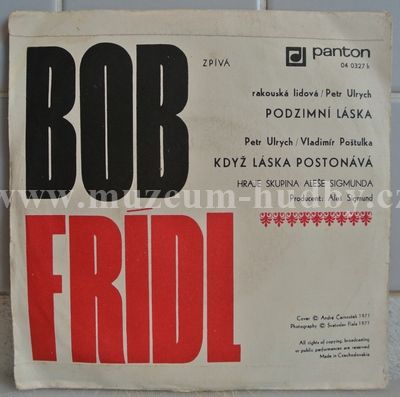 BOB
FRÍDL
ZPÍVÁ
panton
04 0327 h
rakouská lidová / Petr Ulrych
PODZIMNÍ LÁSKA
Petr Ulrych / Vladimír Poštulka
KDYŽ LÁSKA POSTONÁVÁ
HRAJE SKUPINA ALEŠE SIGMUNDA
Producent: Aleš Sigmund
www.muzeum-hudby.cz
Cover © André Černoušek 1971
Photography © Svatoslav Fiala 1971
All rights of copying, broadcasting
or public performances are reserved.
Made in Czechoslovakia